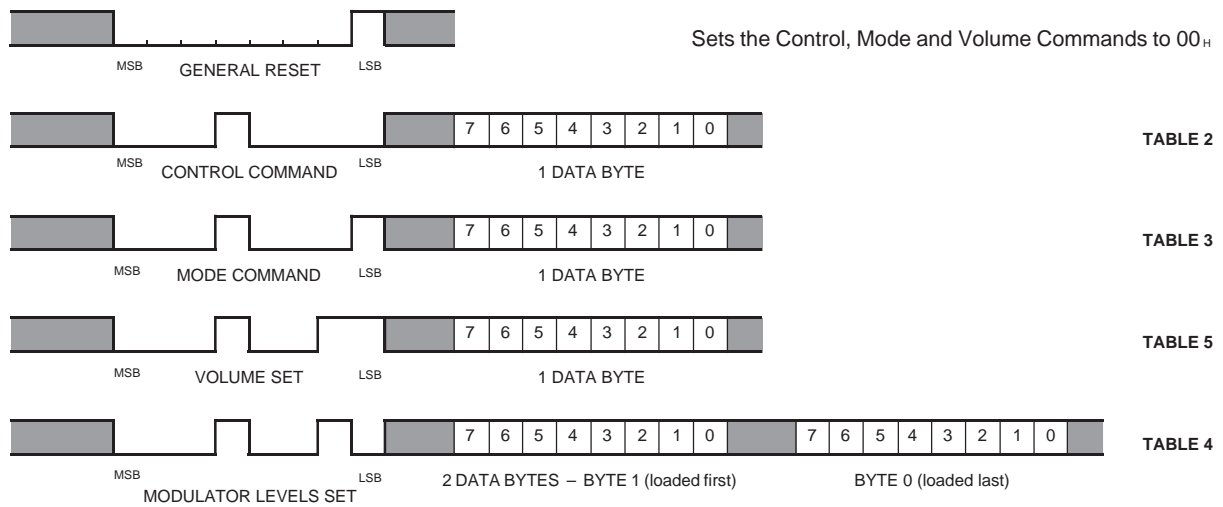 Sets the Control, Mode and Volume Commands to 00H
MSB GENERAL RESET LSB
7 6 5 4 3 2 1 0
TABLE 2
MSB CONTROL COMMAND LSB 1 DATA BYTE
7 6 5 4 3 2 1 0
TABLE 3
MSB MODE COMMAND LSB 1 DATA BYTE
7 6 5 4 3 2 1 0
TABLE 5
MSB VOLUME SET LSB 1 DATA BYTE
7 6 5 4 3 2 1 0 7 6 5 4 3 2 1 0
TABLE 4
MSB MODULATOR LEVELS SET LSB 2 DATA BYTES – BYTE 1 (loaded first) BYTE 0 (loaded last)